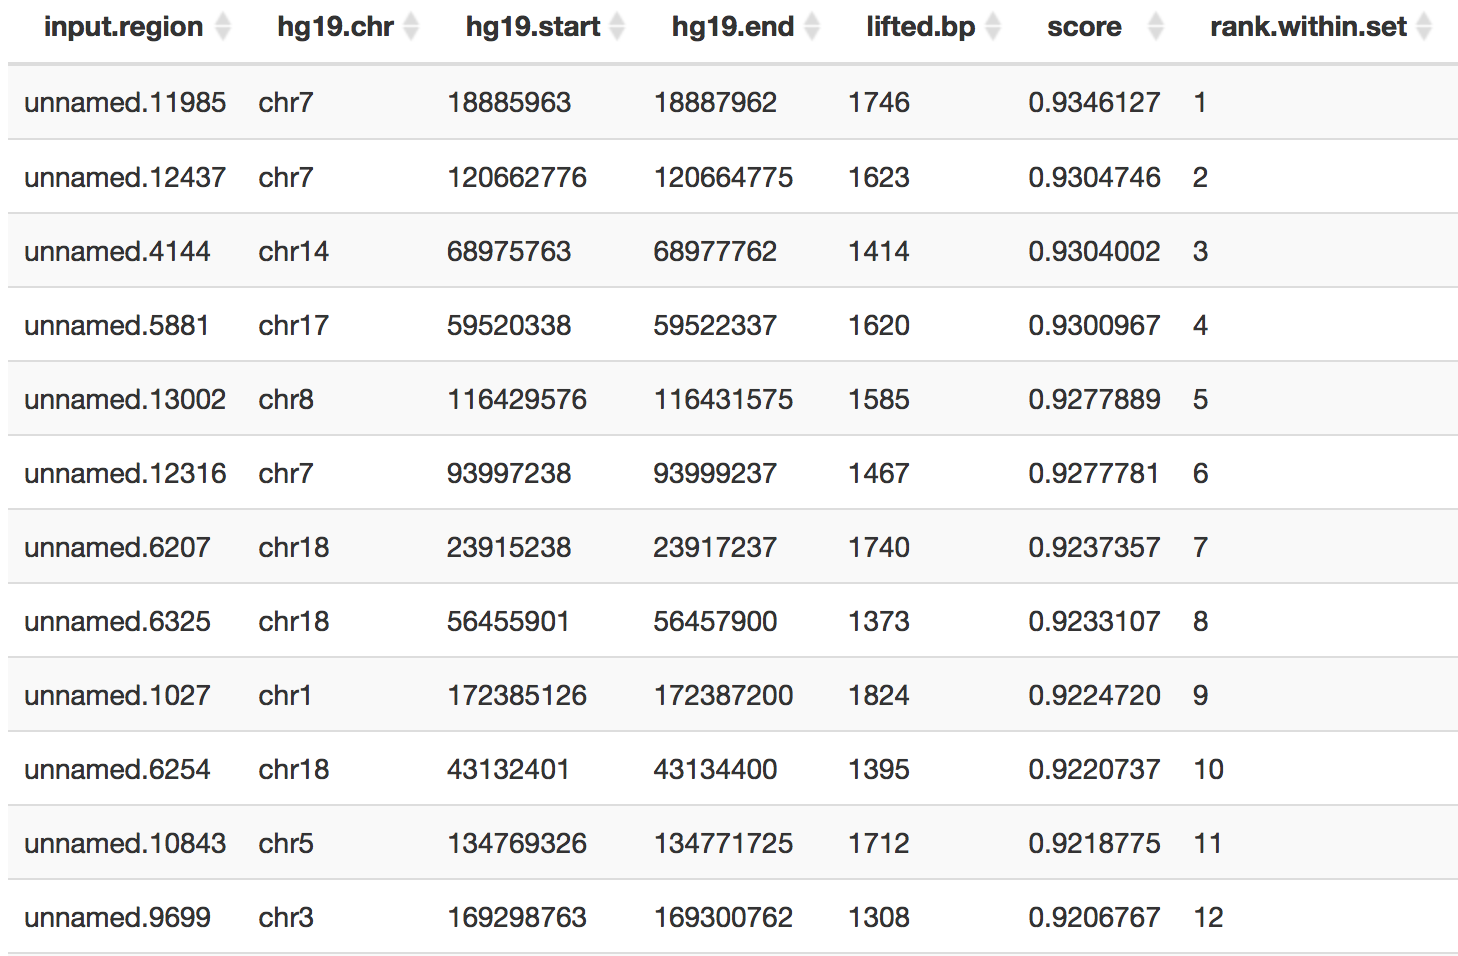 input.region hg19.chr hg19.start hg19.end lifted.bp score rank.within.set
unnamed.11985 chr7 18885963 18887962 1746 0.9346127 1
unnamed.12437 chr7 120662776 120664775 1623 0.9304746 2
unnamed.4144 chr14 68975763 68977762 1414 0.9304002 3
unnamed.5881 chr17 59520338 59522337 1620 0.9300967 4
unnamed.13002 chr8 116429576 116431575 1585 0.9277889 5
unnamed.12316 chr7 93997238 93999237 1467 0.9277781 6
unnamed.6207 chr18 23915238 23917237 1740 0.9237357 7
unnamed.6325 chr18 56455901 56457900 1373 0.9233107 8
unnamed.1027 chr1 172385126 172387200 1824 0.9224720 9
unnamed.6254 chr18 43132401 43134400 1395 0.9220737 10
unnamed.10843 chr5 134769326 134771725 1712 0.9218775 11
unnamed.9699 chr3 169298763 169300762 1308 0.9206767 12